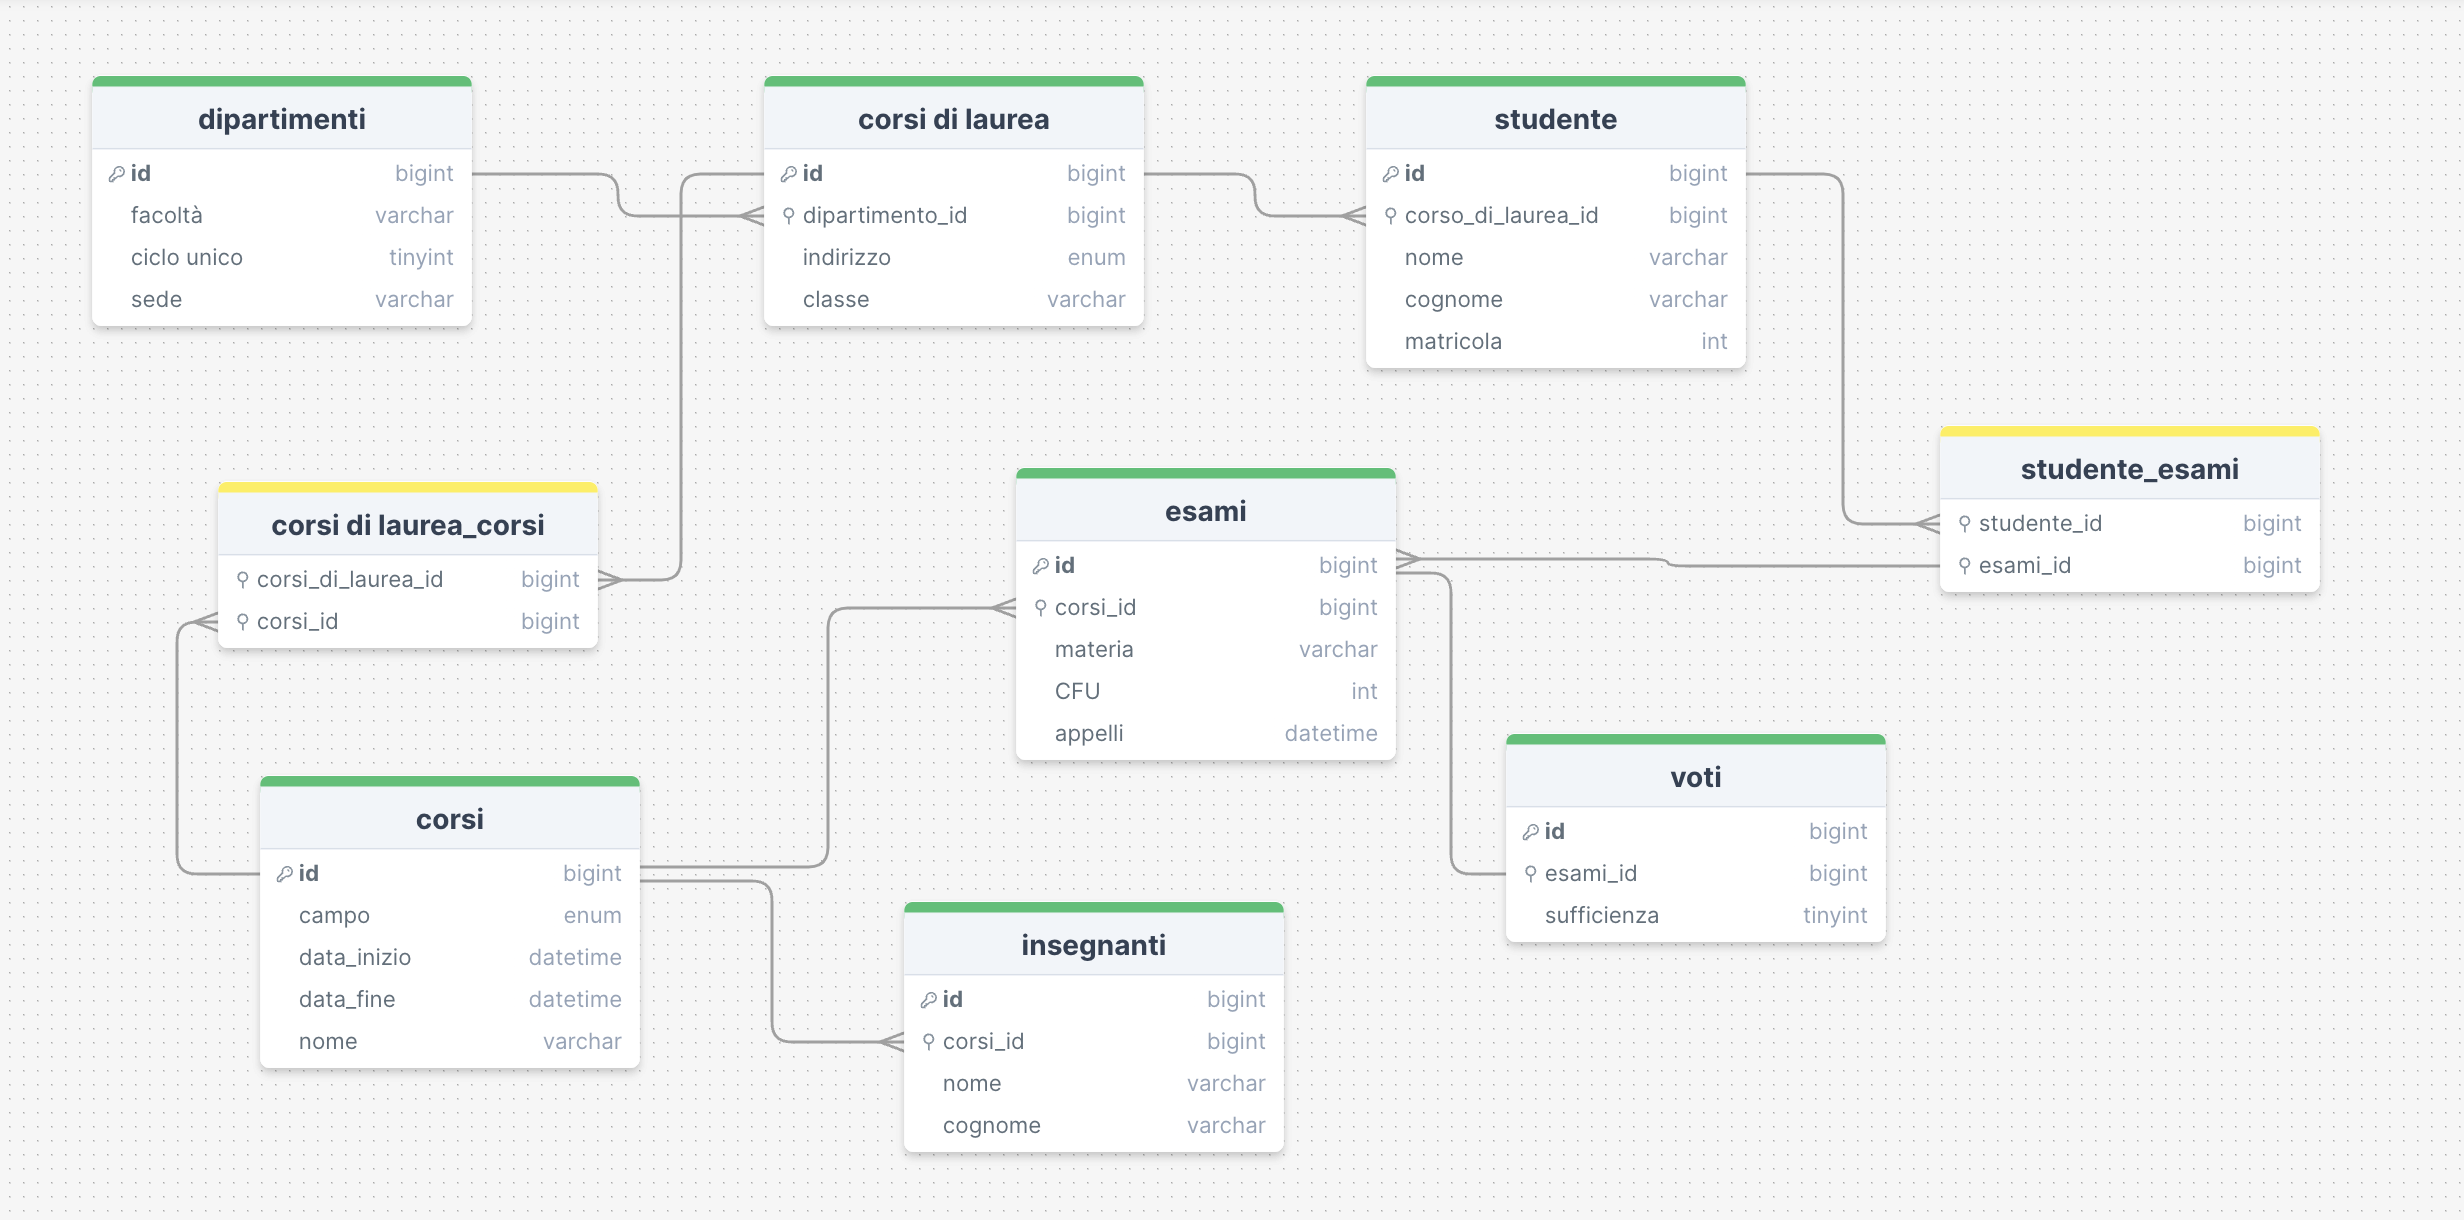 dipartimenti
id bigint
facoltà varchar
ciclo unico tinyint
sede varchar
corsi di laurea
id bigint
dipartimento_id bigint
indirizzo enum
classe varchar
studente
id bigint
corso_di_laurea_id bigint
nome varchar
cognome varchar
matricola int
studente_esami
studente_id bigint
esami_id bigint
corsi di laurea_corsi
corsi_di_laurea_id bigint
corsi_id bigint
esami
id bigint
corsi_id bigint
materia varchar
CFU int
appelli datetime
voti
id bigint
esami_id bigint
sufficienza tinyint
corsi
id bigint
campo enum
data_inizio datetime
data_fine datetime
nome varchar
insegnanti
id bigint
corsi_id bigint
nome varchar
cognome varchar